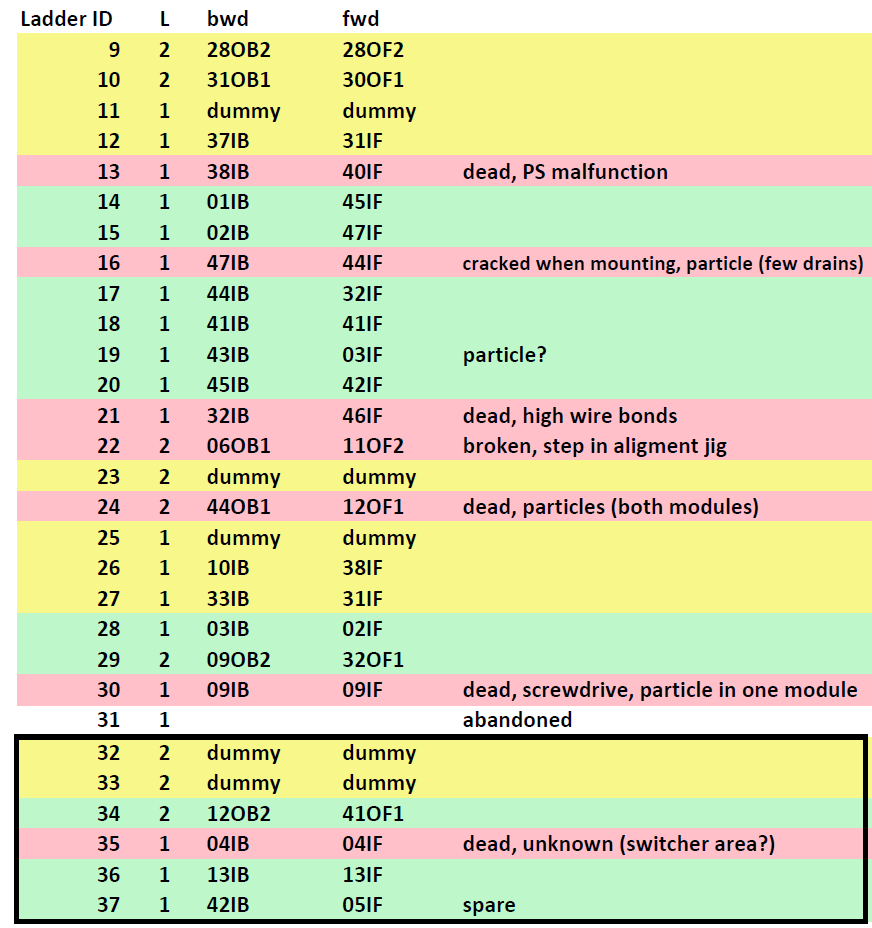 Ladder ID L bwd fwd
9 2 28OB2 28OF2
10 2 31OB1 30OF1
11 1 dummy dummy
12 1 37IB 31IF
13 1 38IB 40IF dead, PS malfunction
14 1 01IB 45IF
15 1 02IB 47IF
16 1 47IB 44IF cracked when mounting, particle (few drains)
17 1 44IB 32IF
18 1 41IB 41IF
19 1 43IB 03IF particle?
20 1 45IB 42IF
21 1 32IB 46IF dead, high wire bonds
22 2 06OB1 11OF2 broken, step in aligment jig
23 2 dummy dummy
24 2 44OB1 12OF1 dead, particles (both modules)
25 1 dummy dummy
26 1 10IB 38IF
27 1 33IB 31IF
28 1 03IB 02IF
29 2 09OB2 32OF1
30 1 09IB 09IF dead, screwdrive, particle in one module
31 1 abandoned
32 2 dummy dummy
33 2 dummy dummy
34 2 12OB2 41OF1
35 1 04IB 04IF dead, unknown (switcher area?)
36 1 13IB 13IF
37 1 42IB 05IF spare